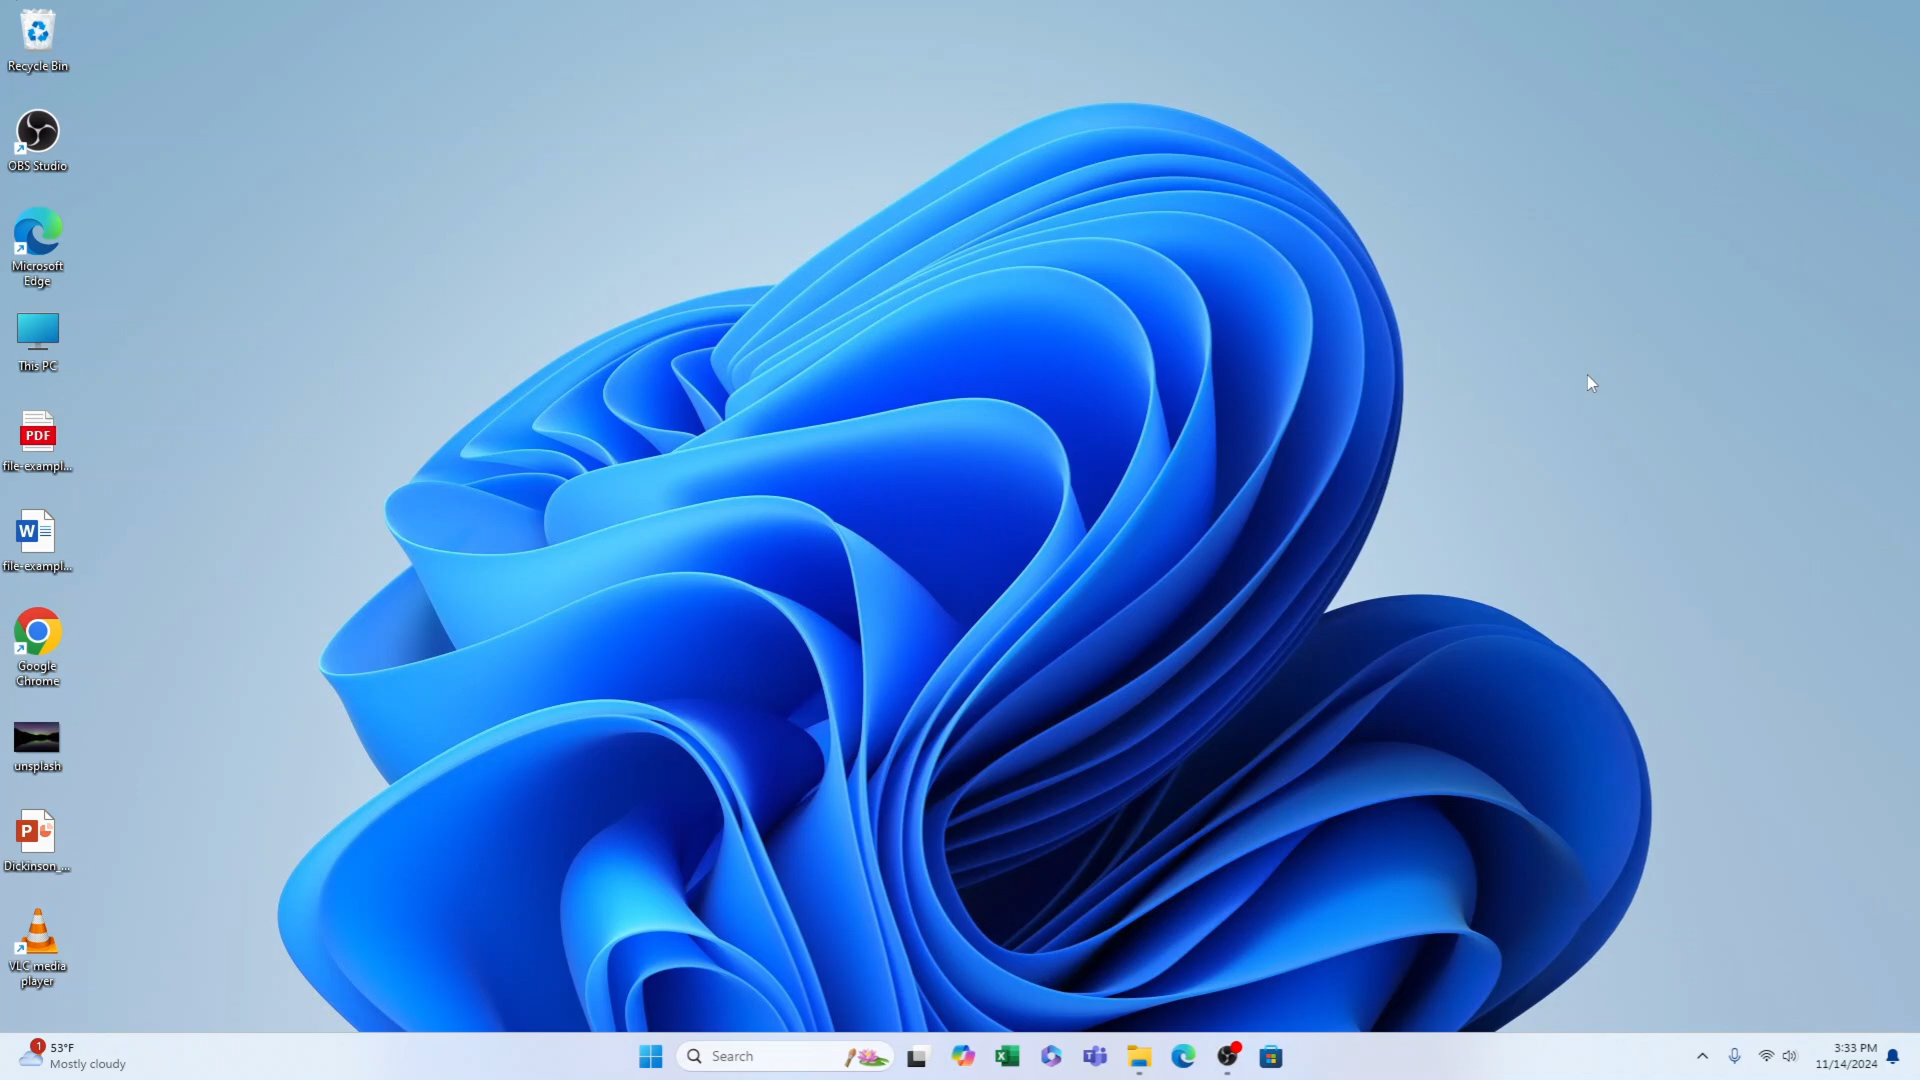 Recycle Bin
OBS Studio
Microsoft
Edge
This PC
PDF
file-exampl...
W
file-exampl...
Google
Chrome
unsplash
P
Dickinson_...
VLC media
player
1
53°F
Mostly cloudy
Search
X
T
3:33 PM
11/14/2024